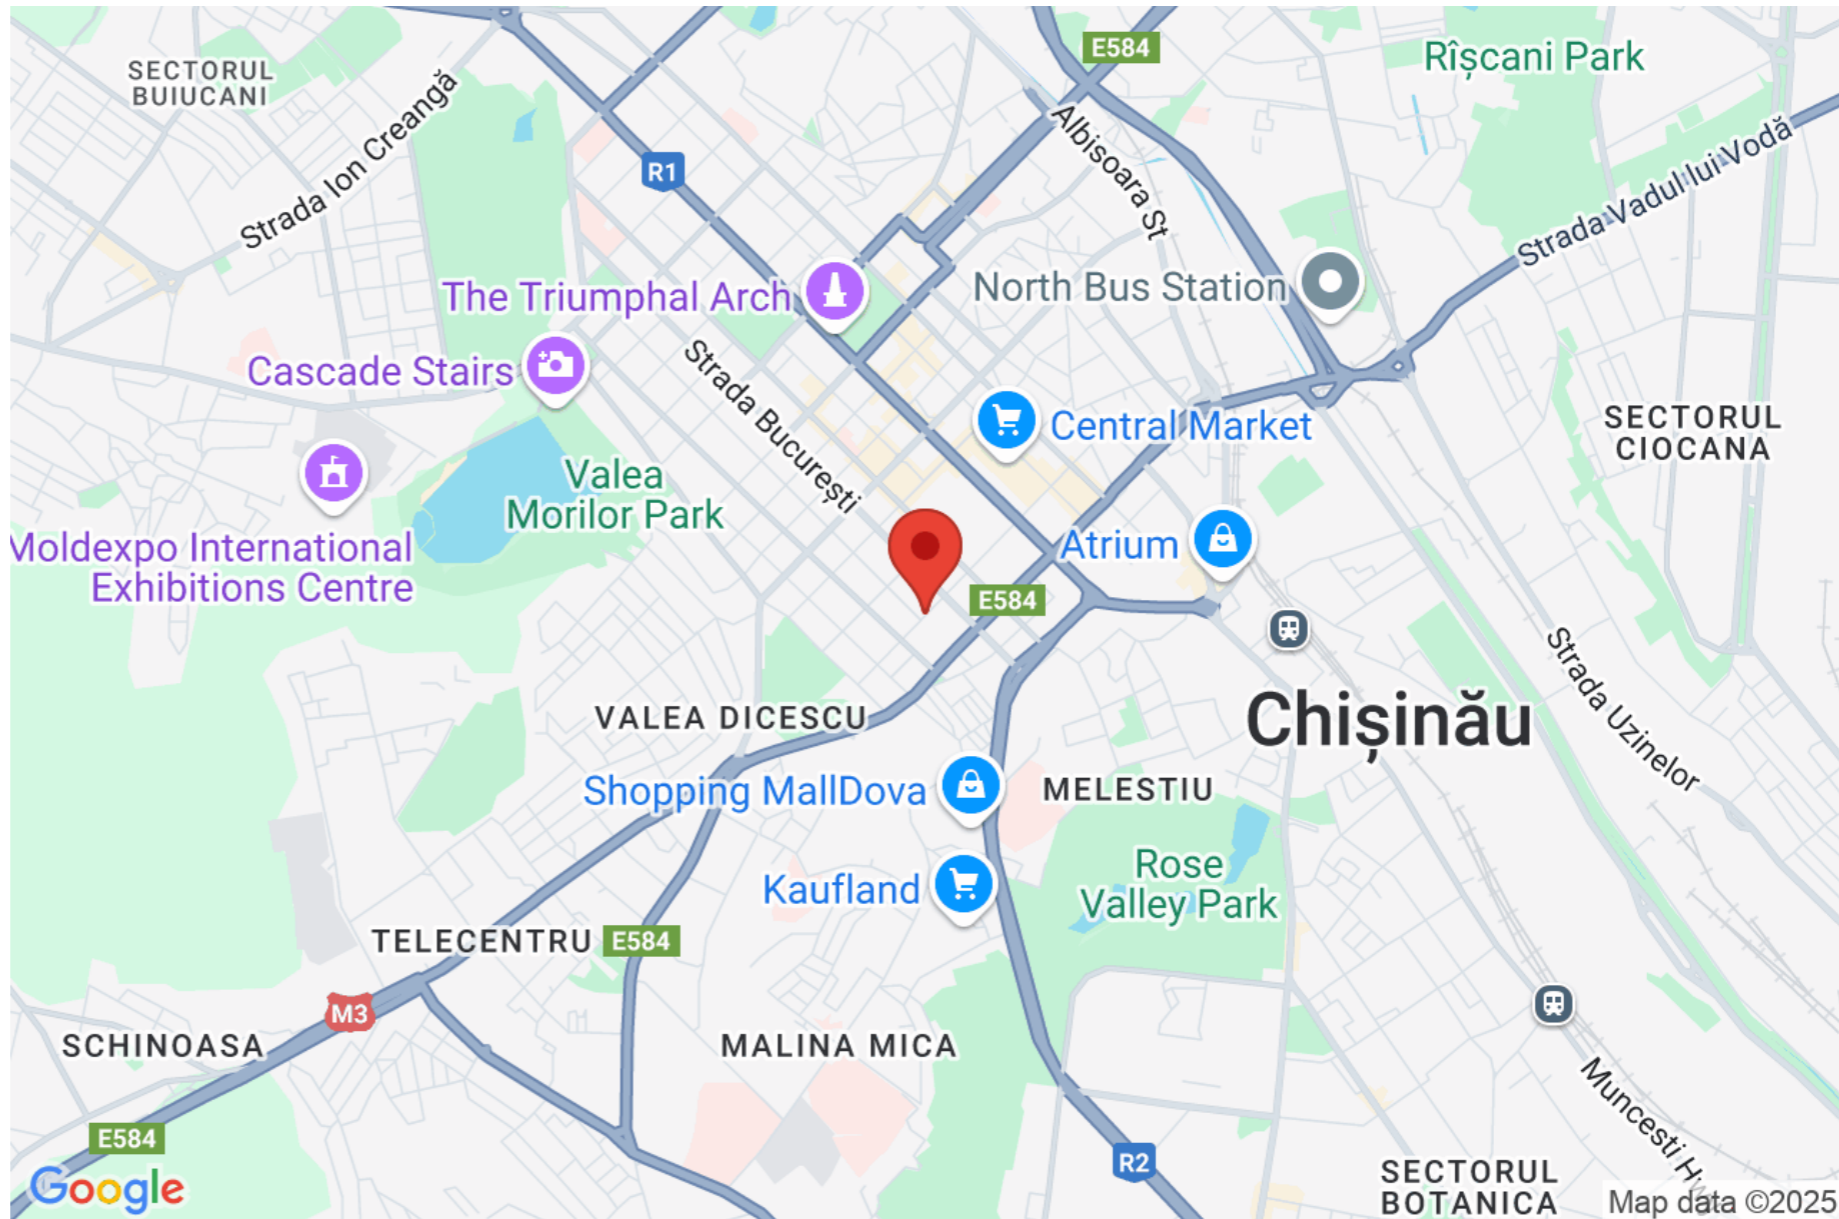 E584
Rîșcani Park
SECTORUL
BUIUCANI
Strada Ion Creangă
Albisoara St
Strada Vadul lui Vodă
R1
The Triumphal Arch
North Bus Station
Cascade Stairs
Strada București
Central Market
SECTORUL
CIOCANA
Valea
Morilor Park
Moldexpo International
Exhibitions Centre
Atrium
E584
VALEA DICESCU
Chișinău
Strada Uzinelor
Shopping MallDova
MELESTIU
Kaufland
Rose
Valley Park
TELECENTRU
E584
M3
SCHINOASA
MALINA MICA
Muncesti Hwy
E584
R2
SECTORUL
BOTANICA
Google
Map data ©2025